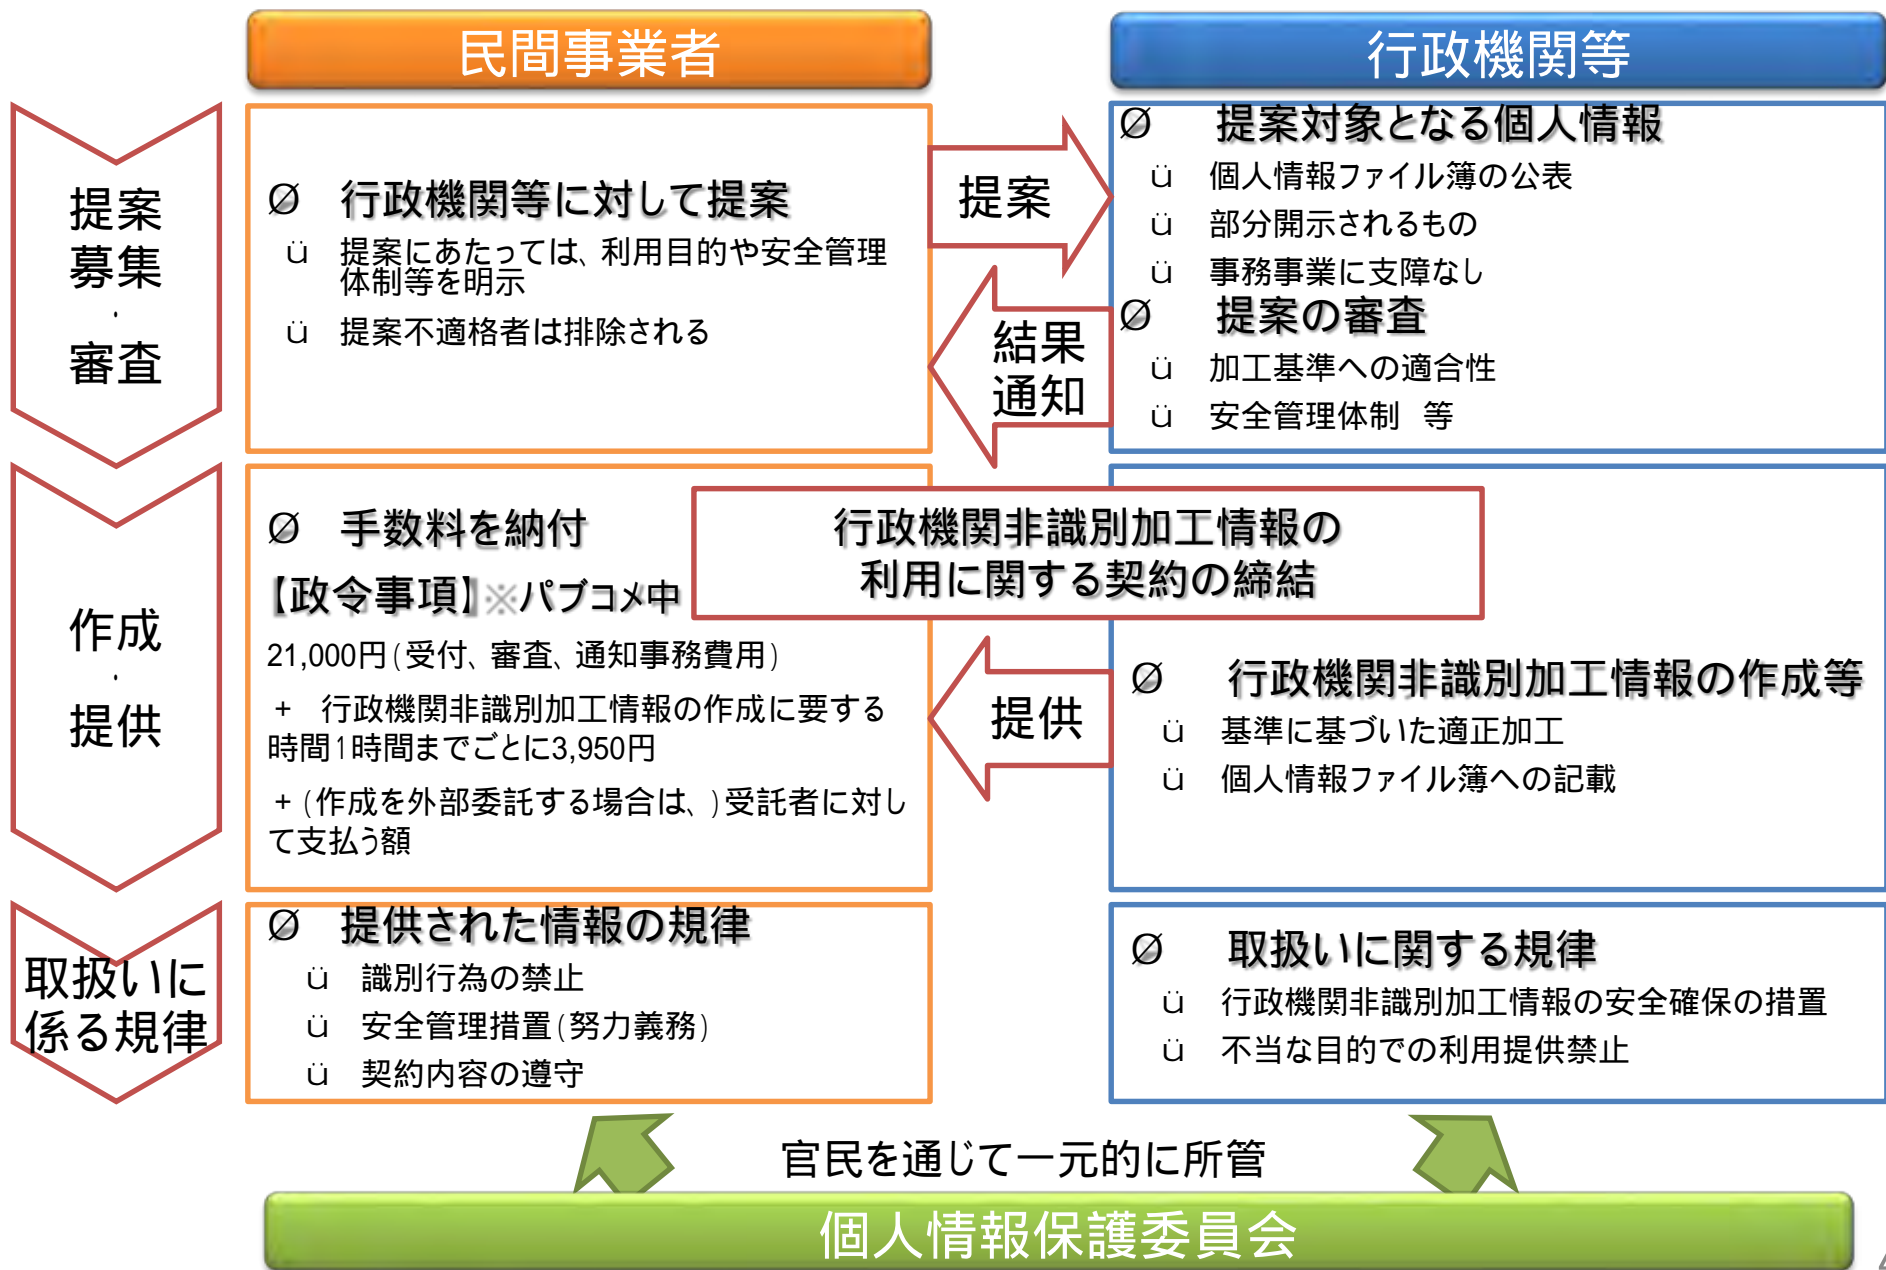 民間事業者
行政機関等
提案
募集
・
審査
Ø 行政機関等に対して提案
ü 提案にあたっては、利用目的や安全管理
体制等を明示
ü 提案不適格者は排除される
提案
結果
通知
Ø 提案対象となる個人情報
ü 個人情報ファイル簿の公表
ü 部分開示されるもの
ü 事務事業に支障なし
Ø 提案の審査
ü 加工基準への適合性
ü 安全管理体制 等
作成
・
提供
Ø 手数料を納付
【政令事項】※パブコメ中
21,000円(受付、審査、通知事務費用)
+ 行政機関非識別加工情報の作成に要する
時間1時間までごとに3,950円
+(作成を外部委託する場合は、)受託者に対し
て支払う額
行政機関非識別加工情報の
利用に関する契約の締結
提供
Ø 行政機関非識別加工情報の作成等
ü 基準に基づいた適正加工
ü 個人情報ファイル簿への記載
取扱いに
係る規律
Ø 提供された情報の規律
ü 識別行為の禁止
ü 安全管理措置(努力義務)
ü 契約内容の遵守
Ø 取扱いに関する規律
ü 行政機関非識別加工情報の安全確保の措置
ü 不当な目的での利用提供禁止
官民を通じて一元的に所管
個人情報保護委員会